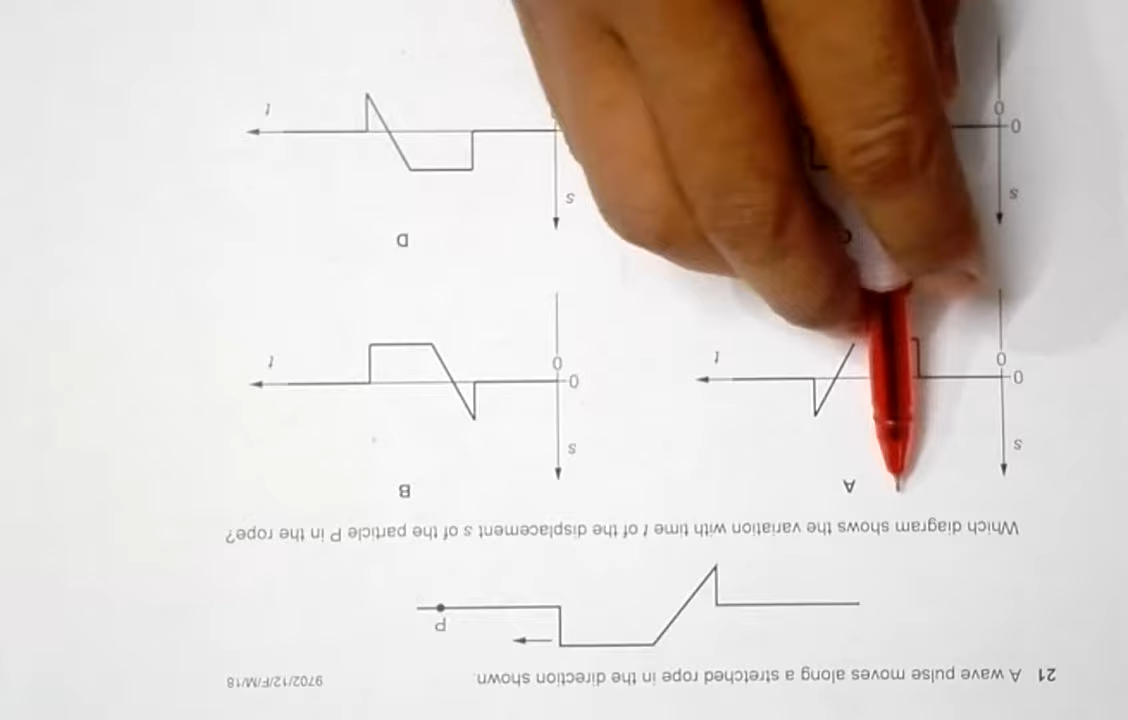 21 A wave pulse moves along a stretched rope in the direction shown. 9702/12/F/M/18
P
Which diagram shows the variation with time t of the displacement s of the particle P in the rope?
A B
s s
0 0
0 t 0 t
C D
s s
0
0 t